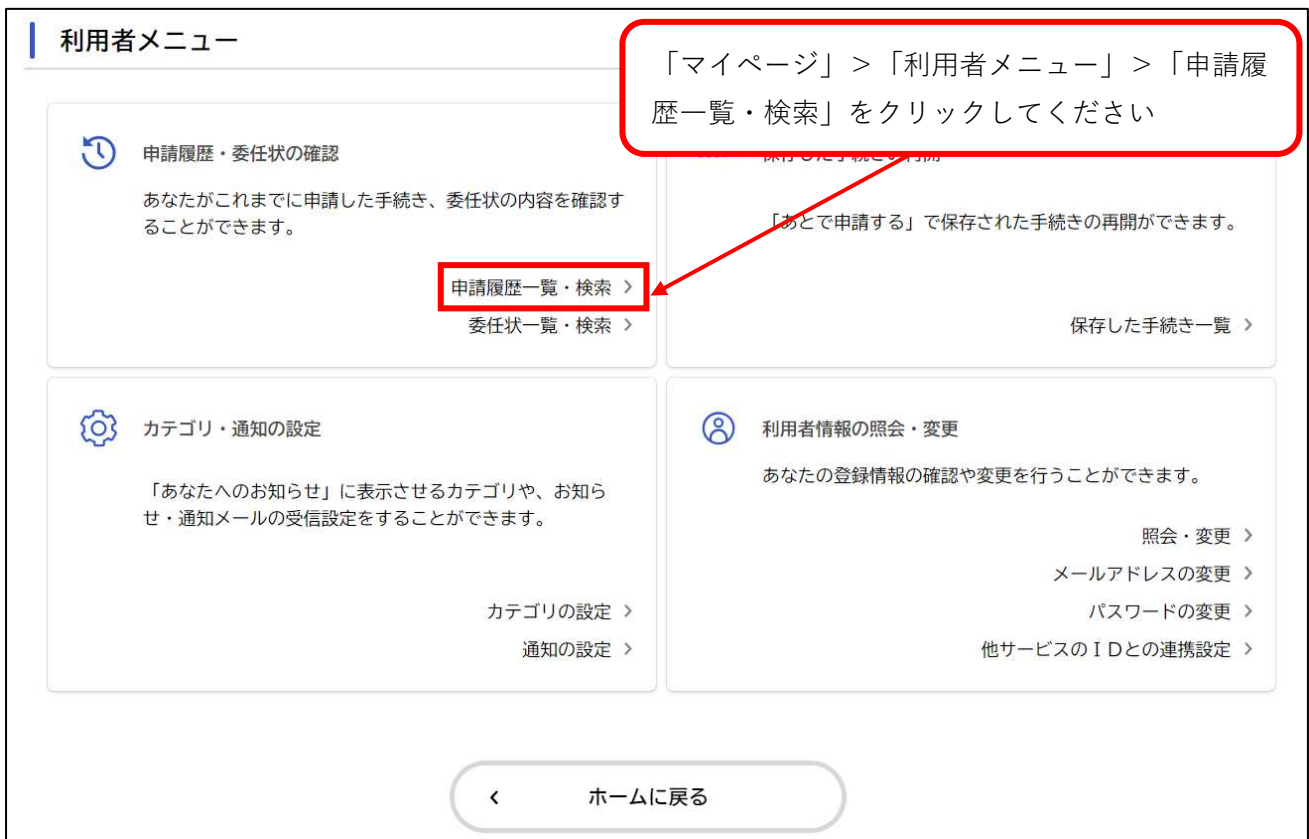 利用者メニュー
「マイページ」＞「利用者メニュー」＞「申請履
歴一覧・検索」をクリックしてください
申請履歴・委任状の確認
あなたがこれまでに申請した手続き、委任状の内容を確認す
ることができます。
申請履歴一覧・検索 >
委任状一覧・検索 >
保存した手続きの再開
「あとで申請する」で保存された手続きの再開ができます。
保存した手続き一覧 >
カテゴリ・通知の設定
「あなたへのお知らせ」に表示させるカテゴリや、お知ら
せ・通知メールの受信設定をすることができます。
カテゴリの設定 >
通知の設定 >
利用者情報の照会・変更
あなたの登録情報の確認や変更を行うことができます。
照会・変更 >
メールアドレスの変更 >
パスワードの変更 >
他サービスのＩＤとの連携設定 >
< ホームに戻る